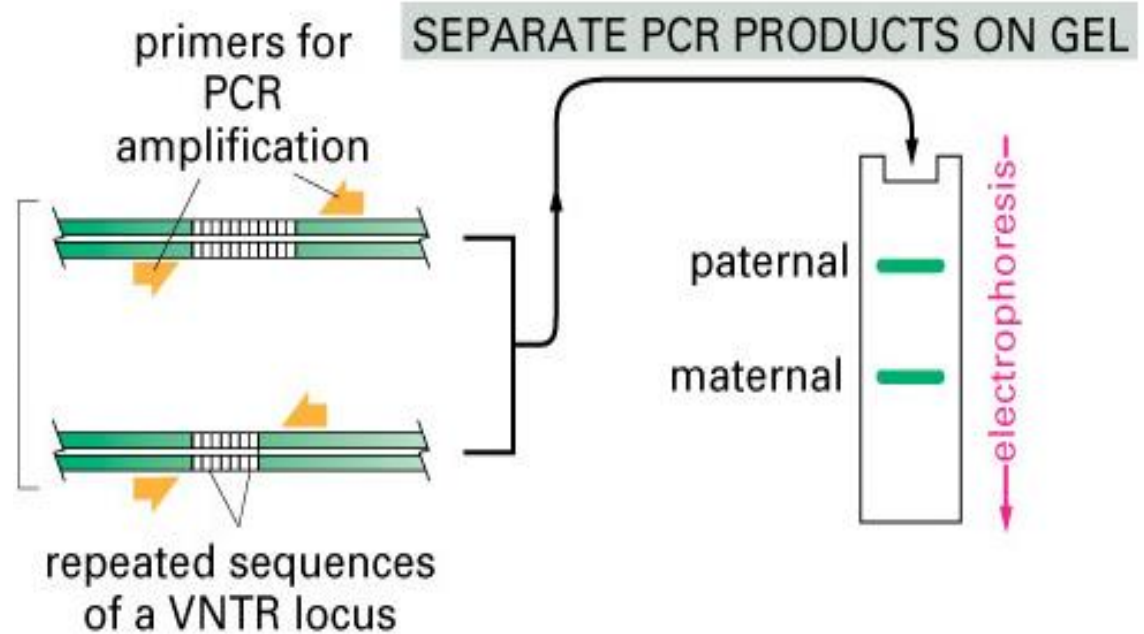 primers for
PCR
amplification
SEPARATE PCR PRODUCTS ON GEL
paternal
maternal
electrophoresis
repeated sequences
of a VNTR locus